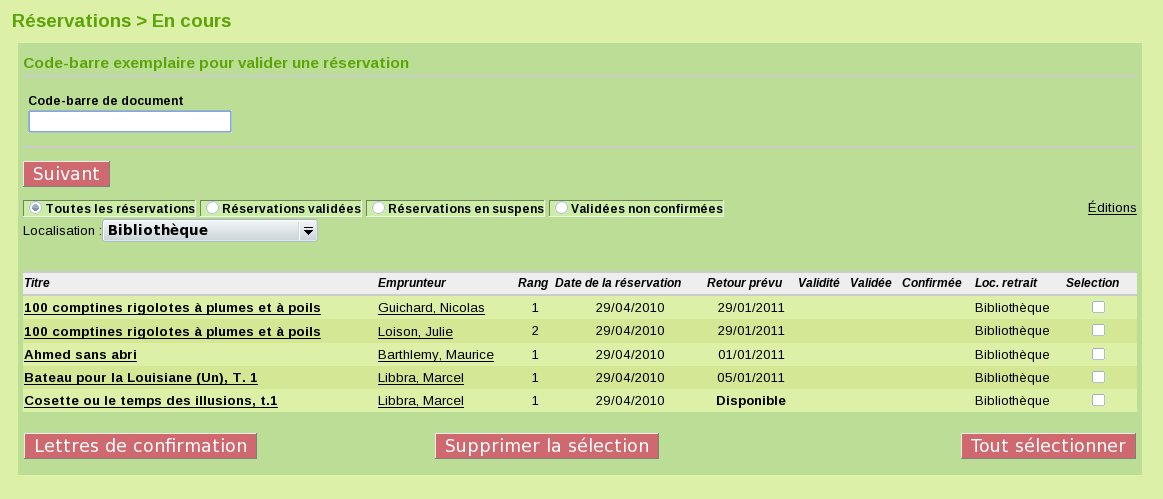 Réservations > En cours
Code-barre exemplaire pour valider une réservation
Code-barre de document
Suivant
Toutes les réservations Réservations validées Réservations en suspens Validées non confirmées Éditions
Localisation : Bibliothèque
Titre Emprunteur Rang Date de la réservation Retour prévu Validité Validée Confirmée Loc. retrait Selection
100 comptines rigolotes à plumes et à poils Guichard, Nicolas 1 29/04/2010 29/01/2011 Bibliothèque
100 comptines rigolotes à plumes et à poils Loison, Julie 2 29/04/2010 29/01/2011 Bibliothèque
Ahmed sans abri Barthlemy, Maurice 1 29/04/2010 01/01/2011 Bibliothèque
Bateau pour la Louisiane (Un), T. 1 Libbra, Marcel 1 29/04/2010 05/01/2011 Bibliothèque
Cosette ou le temps des illusions, t.1 Libbra, Marcel 1 29/04/2010 Disponible Bibliothèque
Lettres de confirmation Supprimer la sélection Tout sélectionner